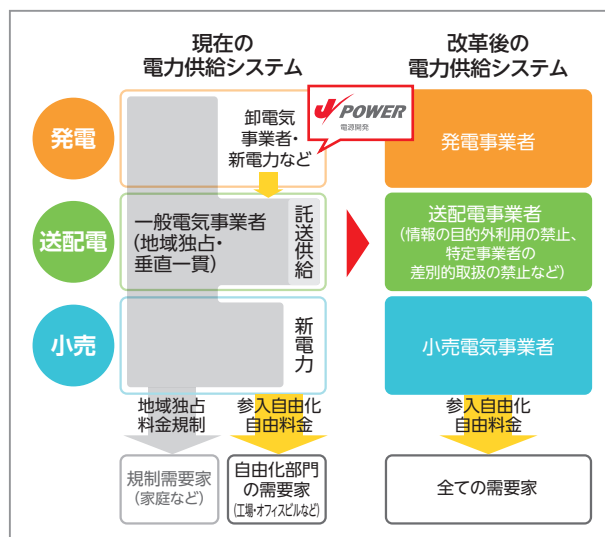 現在の
電力供給システム
改革後の
電力供給システム
発電
卸電気
事業者・
新電力など
J POWER
電源開発
発電事業者
送配電
一般電気事業者
(地域独占・
垂直一貫)
託送供給
送配電事業者
(情報の目的外利用の禁止、
特定事業者の
差別的取扱の禁止など)
小売
新電力
小売電気事業者
地域独占
料金規制
参入自由化
自由料金
参入自由化
自由料金
規制需要家
(家庭など)
自由化部門
の需要家
(工場・オフィスビルなど)
全ての需要家